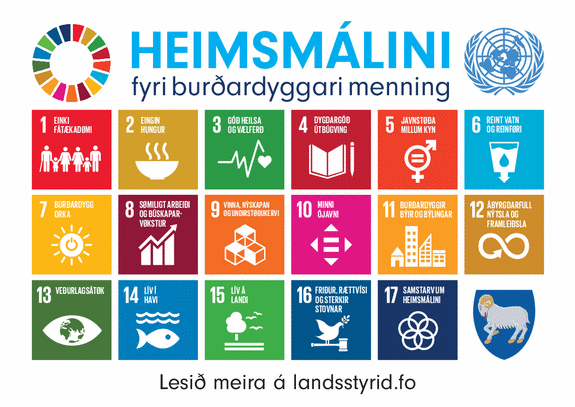 HEIMSMÁLINI
fyri burðardyggari menning
1 EINKI
FÁTÆKADØMI
2 EINGIN
HUNGUR
3 GÓÐ HEILSA
OG VÆLFERÐ
4 DYGDARGÓÐ
ÚTBÚGVING
5 JAVNSTØÐA
MILLUM KYN
6 REINT VATN
OG REINFØRI
7 BURÐARDYGG
ORKA
8 SØMILIGT ARBEIÐI
OG BÚSKAPAR-
VØKSTUR
9 VINNA, NÝSKAPAN
OG UNDIRSTØÐUKERVI
10 MINNI
ÓJAVNI
11 BURÐARDYGGIR
BÝIR OG BÝLINGAR
12 ÁBYRGDARFULL
NÝTSLA OG
FRAMLEIÐSLA
13 VEÐURLAGSÁTØK
14 LÍV Í
HAVI
15 LÍV Á
LANDI
16 FRIÐUR, RÆTTVÍSI
OG STERKIR
STOVNAR
17 SAMSTARV UM
HEIMSMÁLINI
Lesið meira á landsstyrid.fo